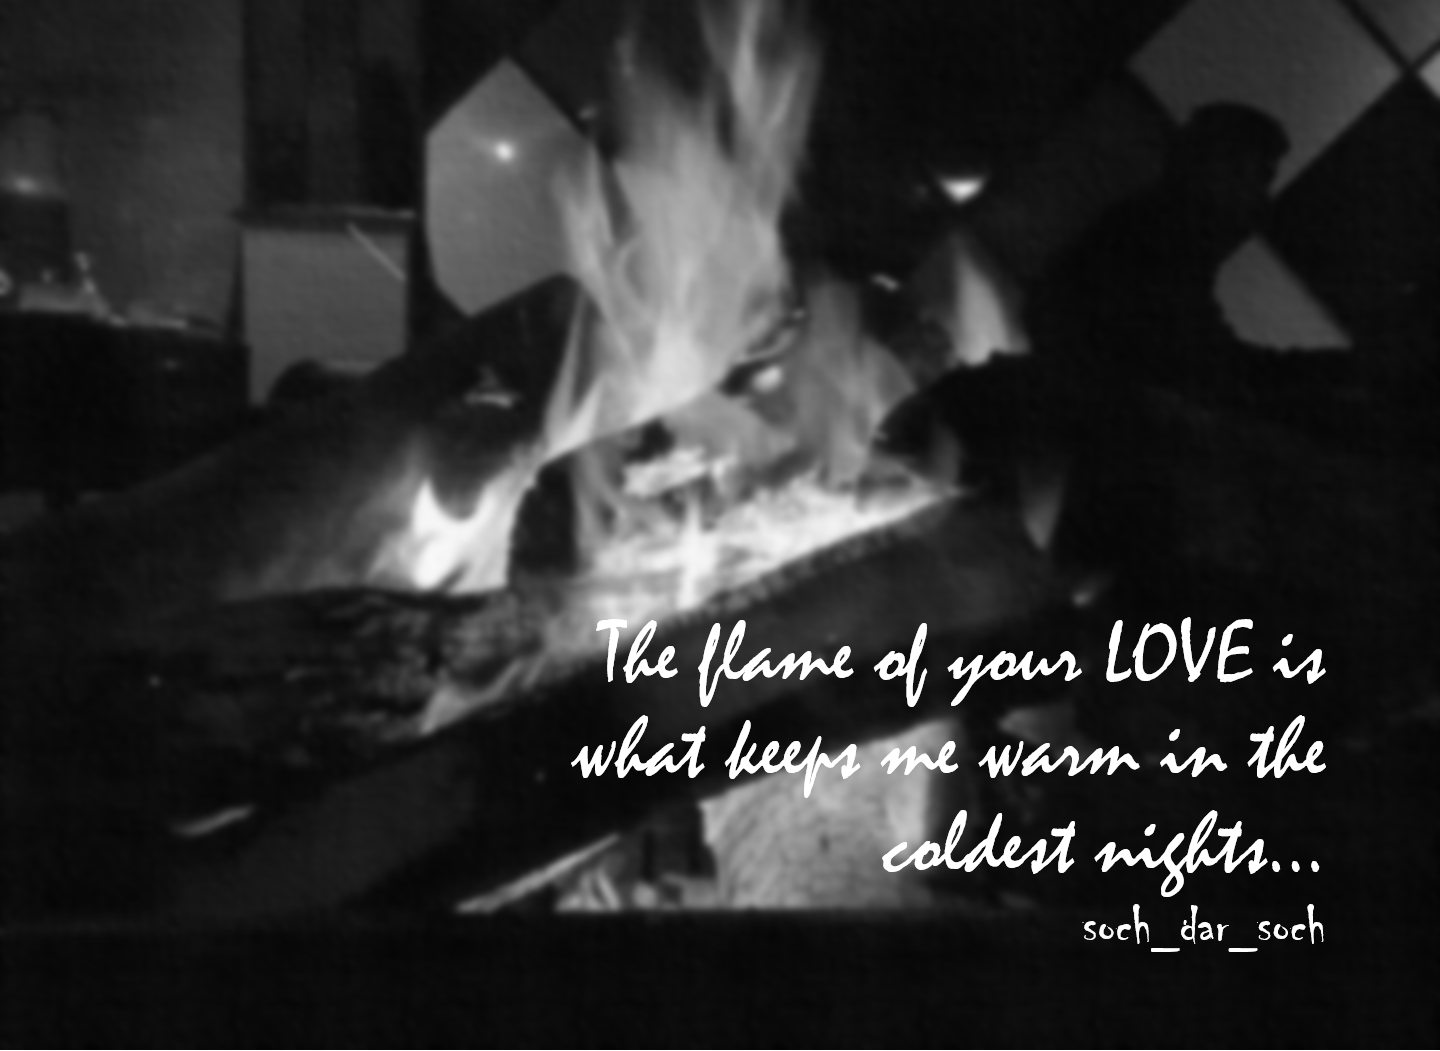 The flame of your LOVE is
what keeps me warm in the
coldest nights...
soch_dar_soch